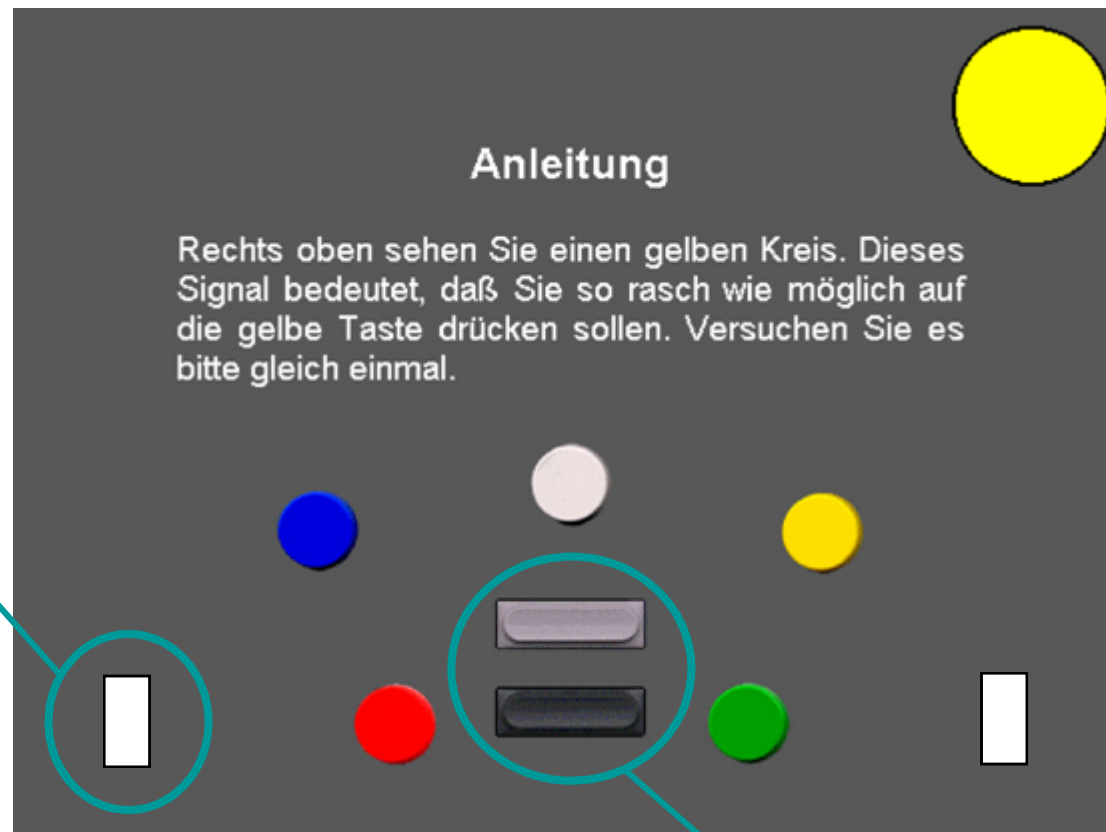 Anleitung
Rechts oben sehen Sie einen gelben Kreis. Dieses
Signal bedeutet, daß Sie so rasch wie möglich auf
die gelbe Taste drücken sollen. Versuchen Sie es
bitte gleich einmal.